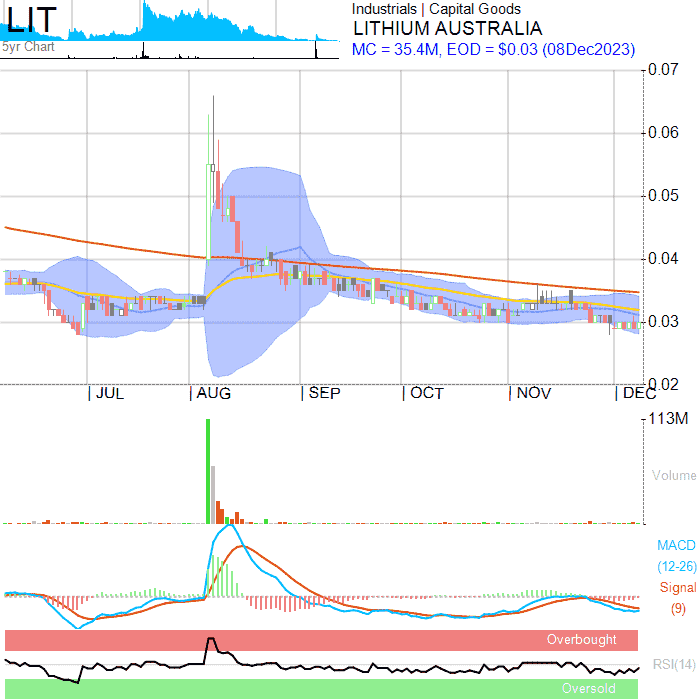 LIT
5yr Chart
Industrials | Capital Goods
LITHIUM AUSTRALIA
MC = 35.4M, EOD = $0.03 (08Dec2023)
0.07
0.06
0.05
0.04
0.03
0.02
JUL AUG SEP OCT NOV DEC
113M
Volume
MACD
(12-26)
Signal
(9)
Overbought
RSI(14)
Oversold